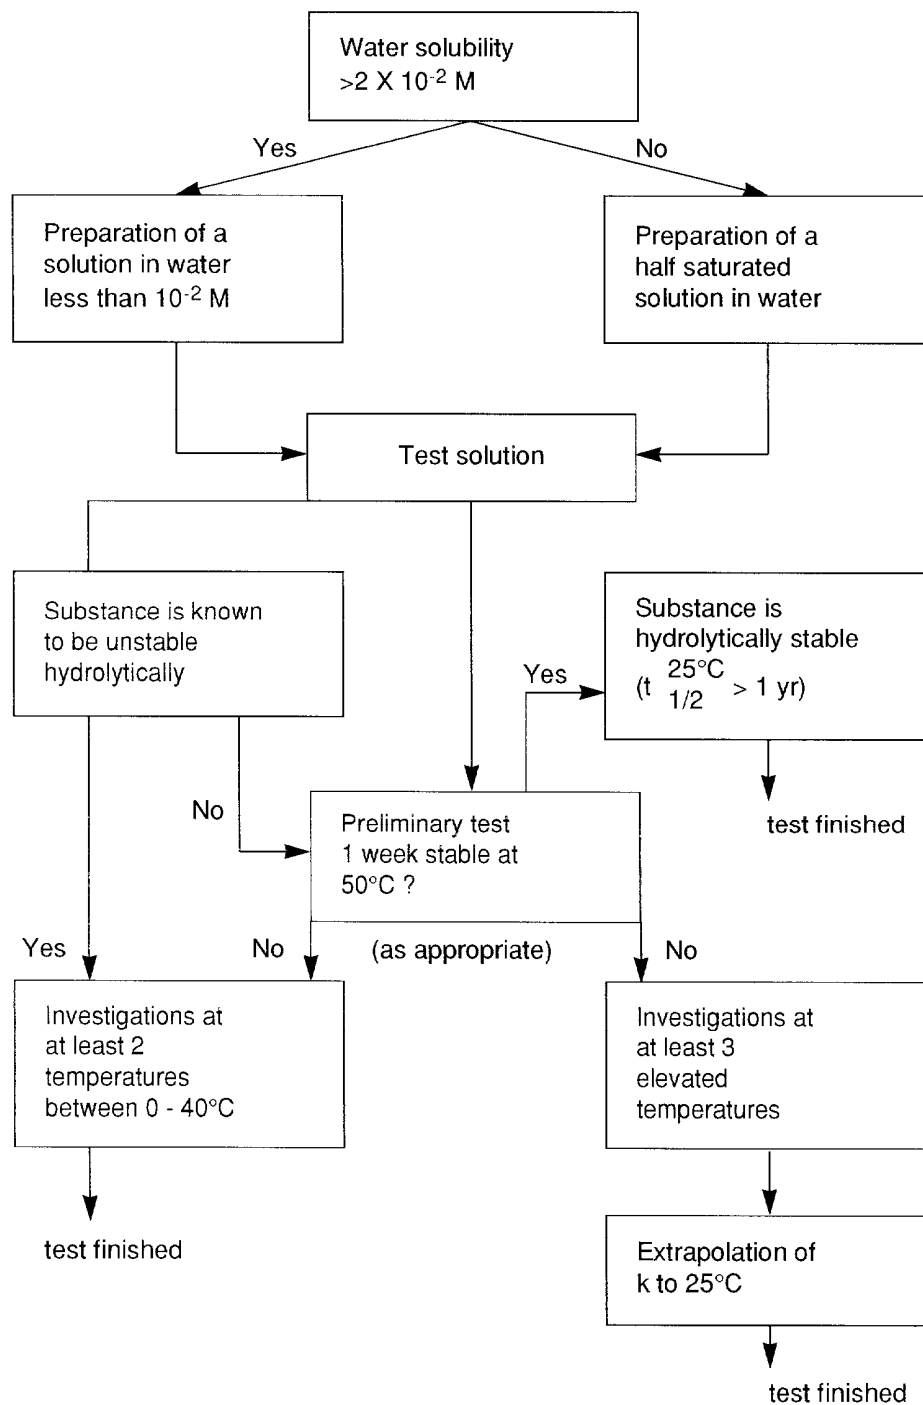 Water solubility
>2 X 10⁻² M
Yes
No
Preparation of a
solution in water
less than 10⁻² M
Preparation of a
half saturated
solution in water
Test solution
Substance is known
to be unstable
hydrolytically
Substance is
hydrolytically stable
(t 25°C 1/2 > 1 yr)
Yes
No
test finished
Preliminary test
1 week stable at
50°C ?
Yes
No
(as appropriate)
No
Investigations at
at least 2
temperatures
between 0 - 40°C
Investigations at
at least 3
elevated
temperatures
test finished
Extrapolation of
k to 25°C
test finished